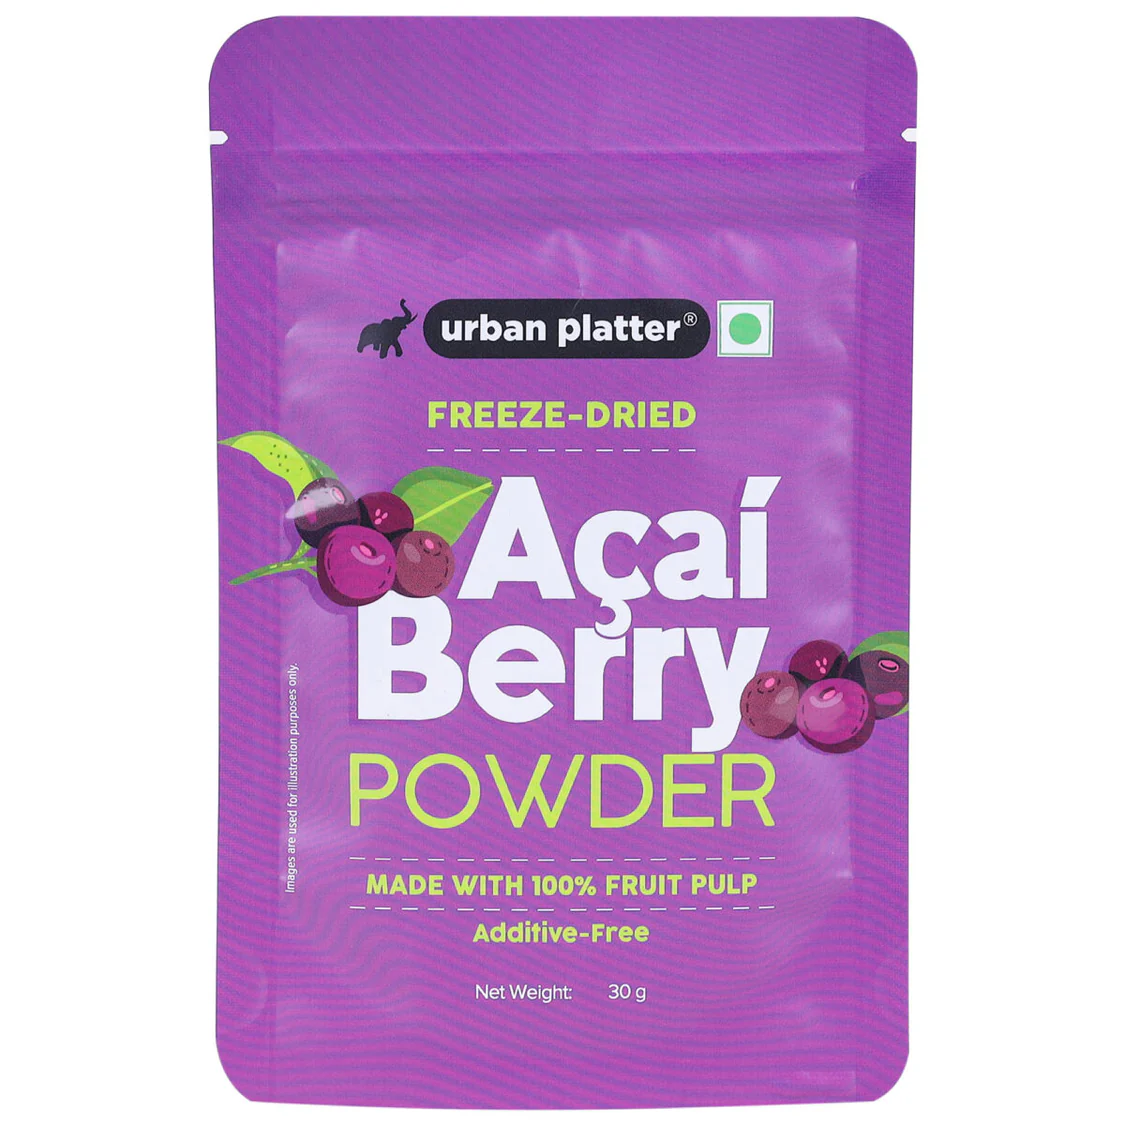 urban platter®
FREEZE-DRIED
Açaí
Berry
POWDER
MADE WITH 100% FRUIT PULP
Additive-Free
Net Weight: 30 g
Images are used for illustration purposes only.